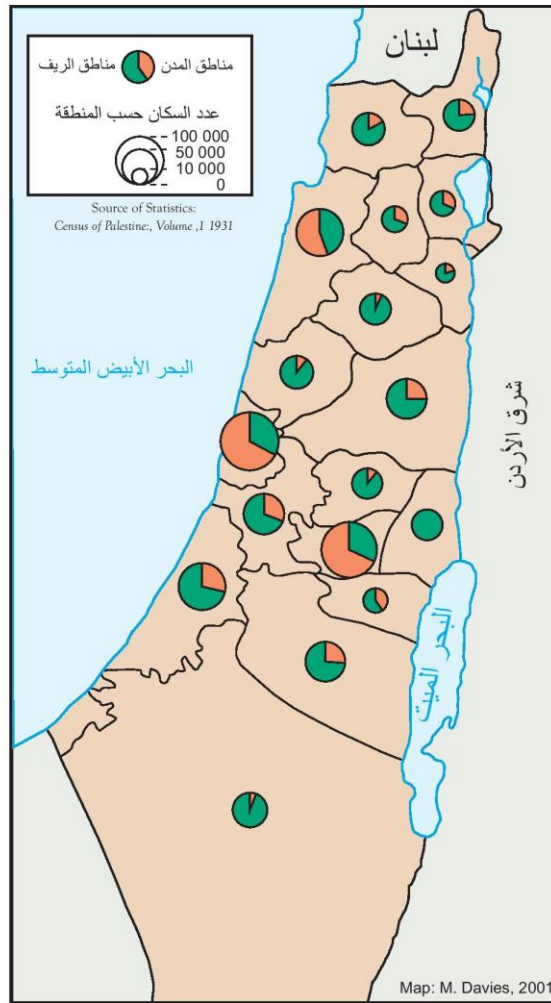 لبنان
مناطق المدن مناطق الريف
عدد السكان حسب المنطقة
100 000
50 000
10 000
0
Source of Statistics:
Census of Palestine:, Volume ,1 1931
البحر الأبيض المتوسط
شرق الأردن
البحر الميت
Map: M. Davies, 2001